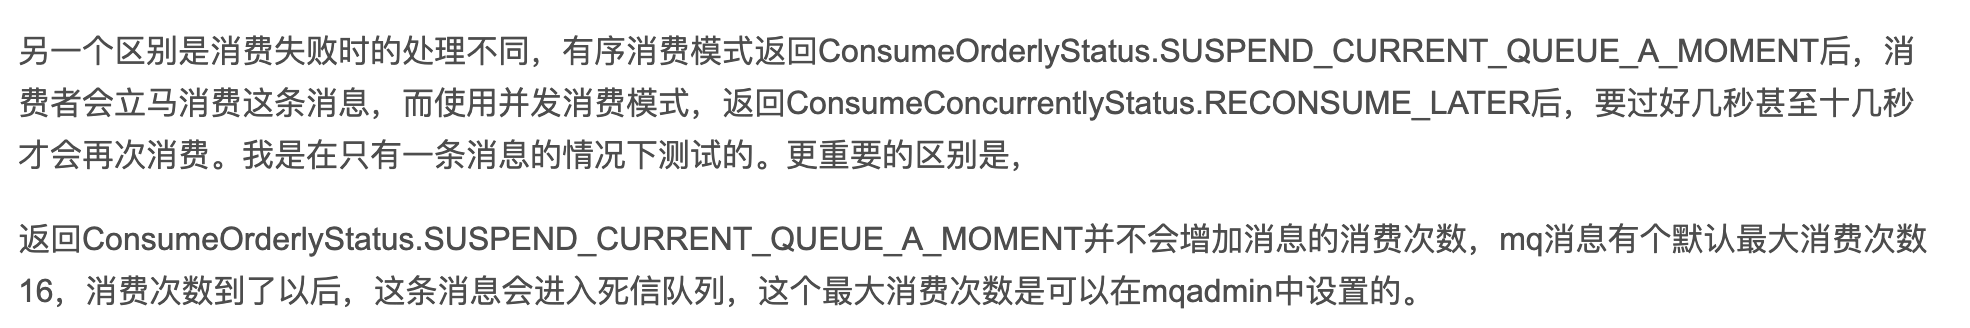 另一个区别是消费失败时的处理不同，有序消费模式返回ConsumeOrderlyStatus.SUSPEND_CURRENT_QUEUE_A_MOMENT后，消
费者会立马消费这条消息，而使用并发消费模式，返回ConsumeConcurrentlyStatus.RECONSUME_LATER后，要过好几秒甚至十几秒
才会再次消费。我是在只有一条消息的情况下测试的。更重要的区别是，
返回ConsumeOrderlyStatus.SUSPEND_CURRENT_QUEUE_A_MOMENT并不会增加消息的消费次数，mq消息有个默认最大消费次数
16，消费次数到了以后，这条消息会进入死信队列，这个最大消费次数是可以在mqadmin中设置的。